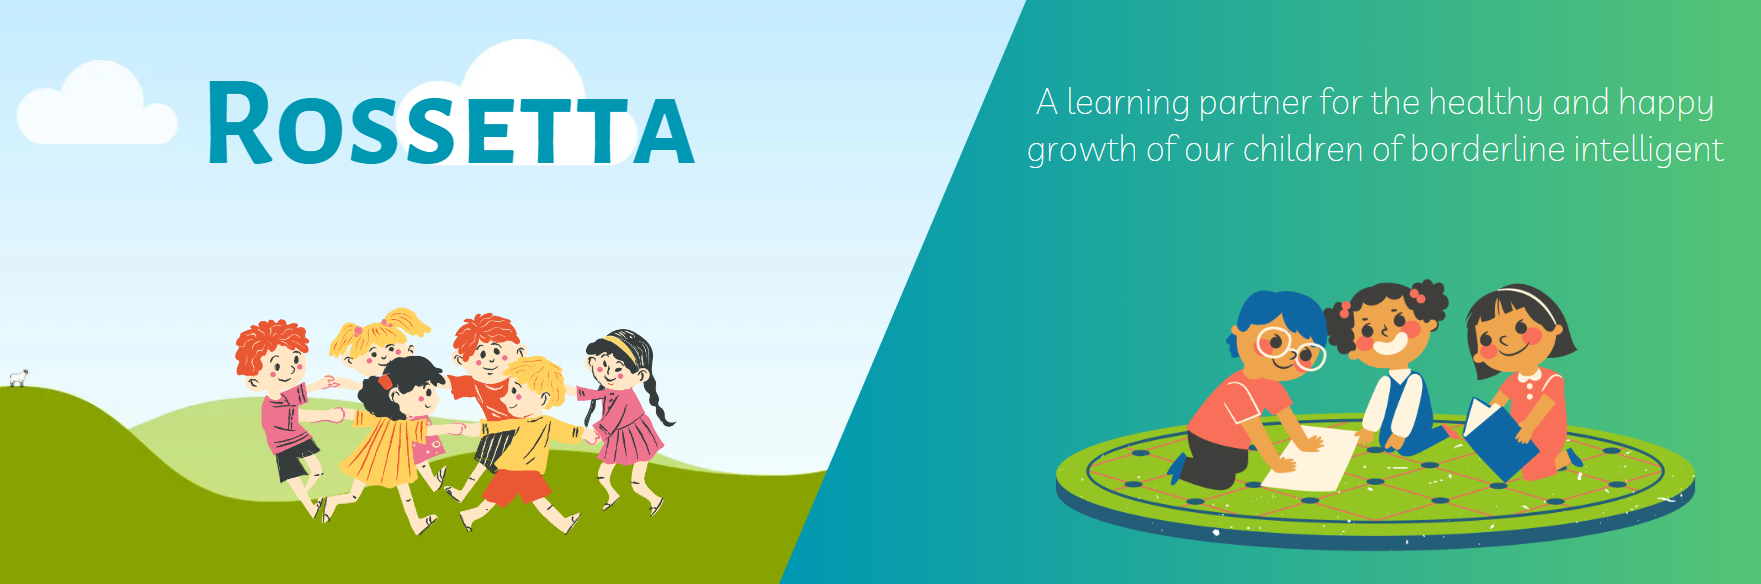 ROSSETTA
A learning partner for the healthy and happy
growth of our children of borderline intelligent